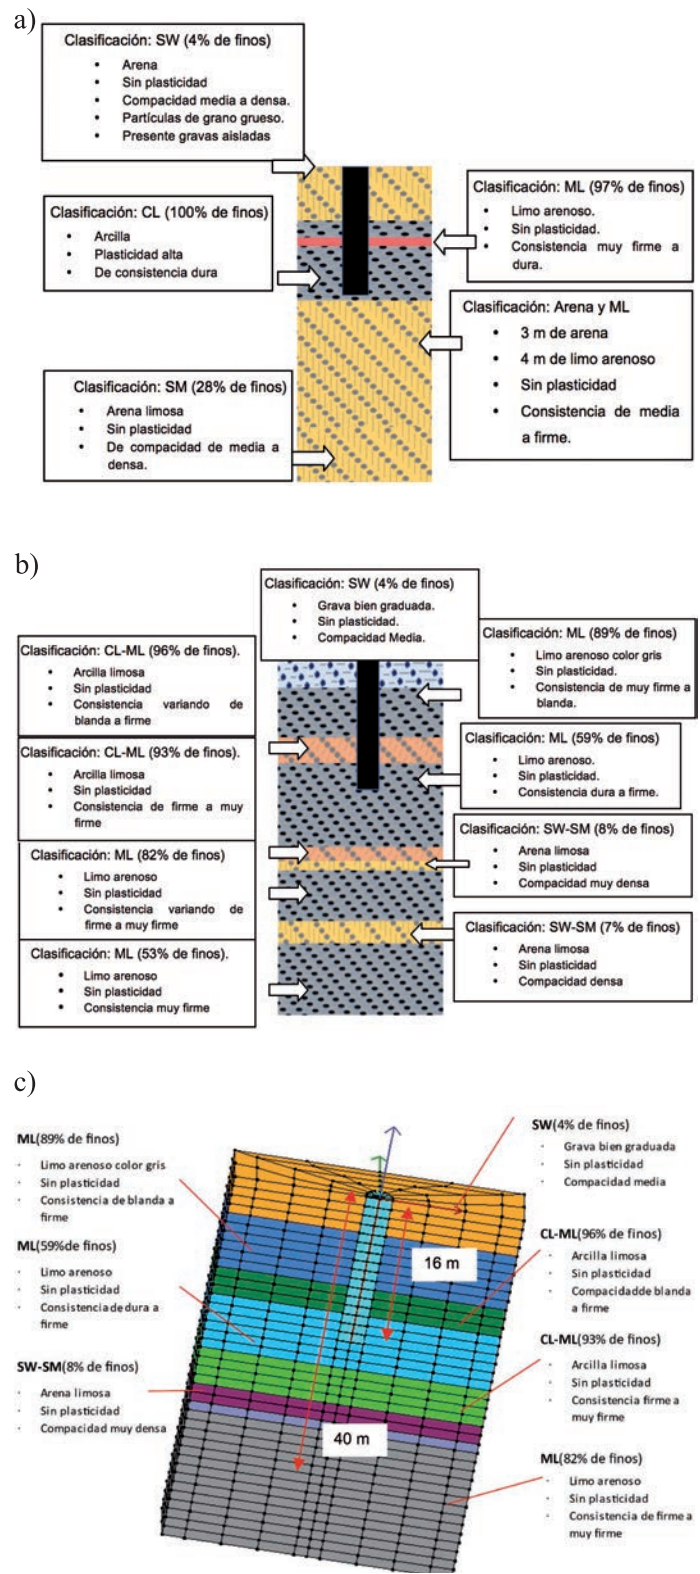 a)
Clasificación: SW (4% de finos)
• Arena
• Sin plasticidad
• Compacidad media a densa.
• Partículas de grano grueso.
• Presente gravas aisladas
Clasificación: CL (100% de finos)
• Arcilla
• Plasticidad alta
• De consistencia dura
Clasificación: ML (97% de finos)
• Limo arenoso.
• Sin plasticidad.
• Consistencia muy firme a
dura.
Clasificación: Arena y ML
• 3 m de arena
• 4 m de limo arenoso
• Sin plasticidad
• Consistencia de media
a firme.
Clasificación: SM (28% de finos)
• Arena limosa
• Sin plasticidad
• De compacidad de media a
densa.
b)
Clasificación: SW (4% de finos)
• Grava bien graduada.
• Sin plasticidad.
• Compacidad Media.
Clasificación: CL-ML (96% de finos).
• Arcilla limosa
• Sin plasticidad
• Consistencia variando de
blanda a firme
Clasificación: ML (89% de finos)
• Limo arenoso color gris
• Sin plasticidad.
• Consistencia de muy firme a
blanda.
Clasificación: CL-ML (93% de finos).
• Arcilla limosa
• Sin plasticidad
• Consistencia de firme a muy
firme
Clasificación: ML (59% de finos)
• Limo arenoso.
• Sin plasticidad.
• Consistencia dura a firme.
Clasificación: ML (82% de finos)
• Limo arenoso
• Sin plasticidad
• Consistencia variando de
firme a muy firme
Clasificación: SW-SM (8% de finos)
• Arena limosa
• Sin plasticidad
• Compacidad muy densa
Clasificación: ML (53% de finos).
• Limo arenoso
• Sin plasticidad
• Consistencia muy firme
Clasificación: SW-SM (7% de finos)
• Arena limosa
• Sin plasticidad
• Compacidad densa
c)
ML(89% de finos)
· Limo arenoso color gris
· Sin plasticidad
· Consistencia de blanda a
firme
ML(59%de finos)
· Limo arenoso
· Sin plasticidad
· Consistencia de dura a
firme
SW-SM(8% de finos)
· Arena limosa
· Sin plasticidad
· Compacidad muy densa
16 m
40 m
SW(4% de finos)
· Grava bien graduada
· Sin plasticidad
· Compacidad media
CL-ML(96% de finos)
· Arcilla limosa
· Sin plasticidad
· Compacidadde blanda
a firme
CL-ML(93% de finos)
· Arcilla limosa
· Sin plasticidad
· Consistencia firme a
muy firme
ML(82% de finos)
· Limo arenoso
· Sin plasticidad
· Consistencia de firme a
muy firme